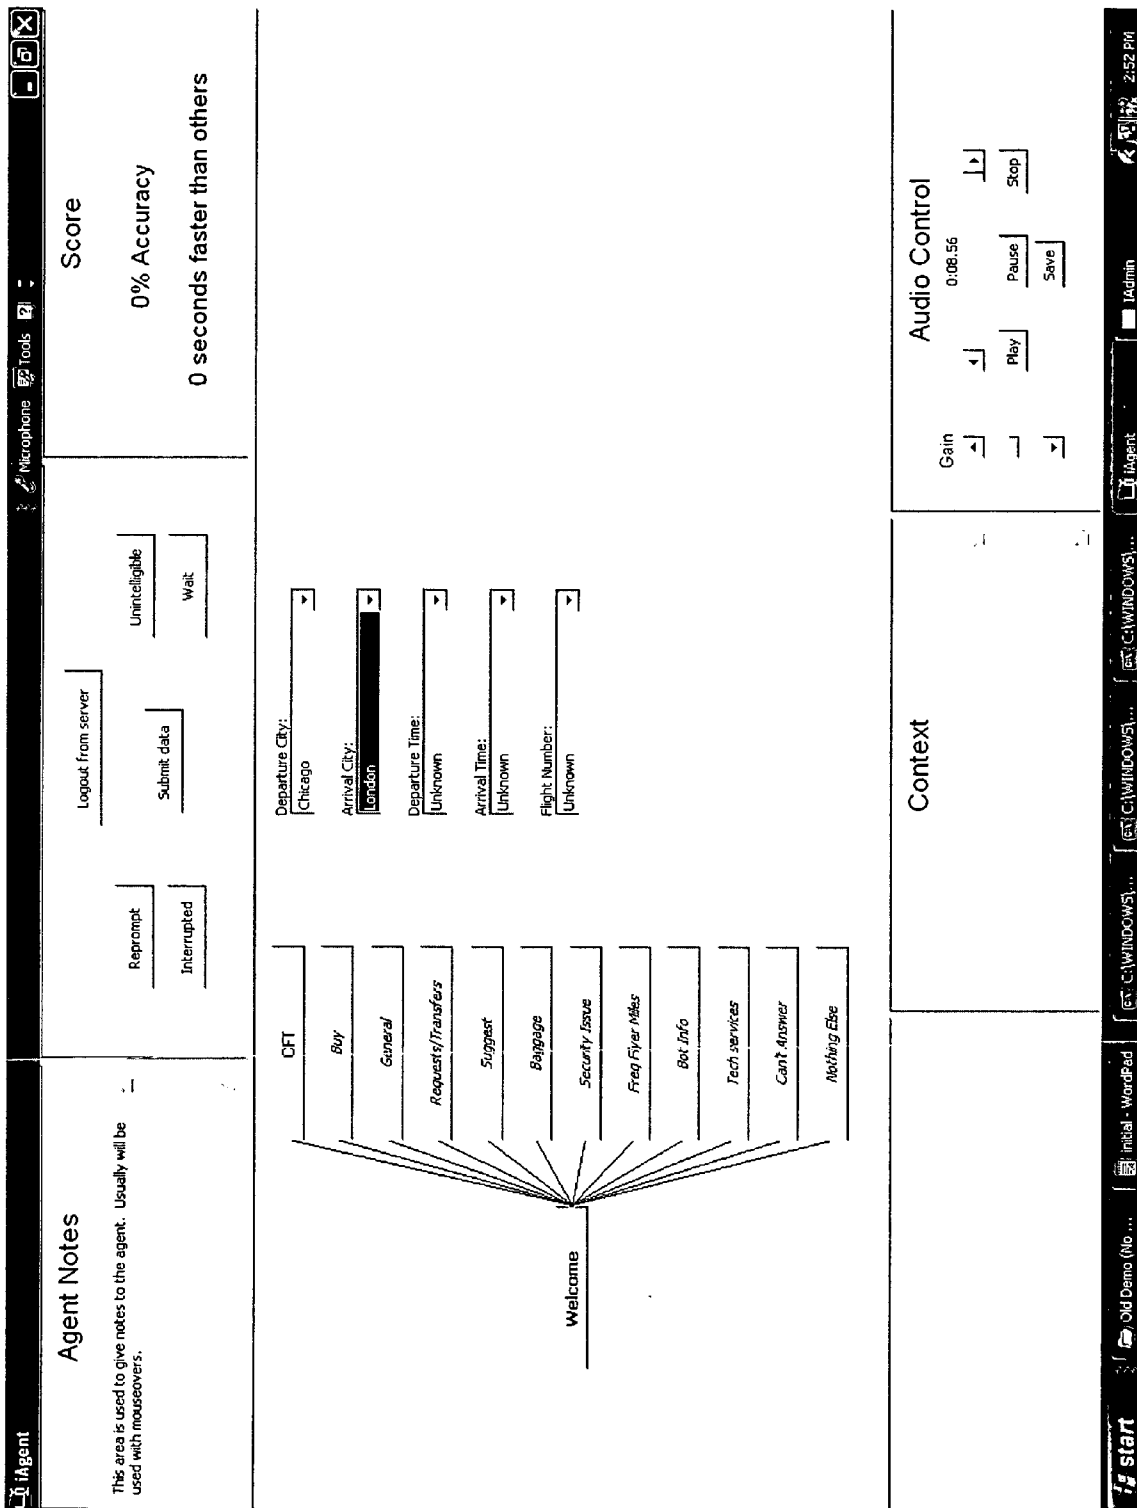 iAgent
Microphone Tools ?
Agent Notes
This area is used to give notes to the agent. Usually will be
used with mouseovers.
Logout from server
Reprompt
Submit data
Unintelligible
Interrupted
Wait
Score
0% Accuracy
0 seconds faster than others
Welcome
CFT
Buy
General
Requests/Transfers
Suggest
Baggage
Security Issue
Freq Flyer Miles
Bot Info
Tech services
Can't Answer
Nothing Else
Departure City:
Chicago
Arrival City:
London
Departure Time:
Unknown
Arrival Time:
Unknown
Flight Number:
Unknown
Context
Audio Control
Gain
0:08.56
Play
Pause
Stop
Save
start
Old Demo (No ...
initial - WordPad
C:\WINDOWS\...
C:\WINDOWS\...
C:\WINDOWS\...
iAgent
IAdmin
2:52 PM